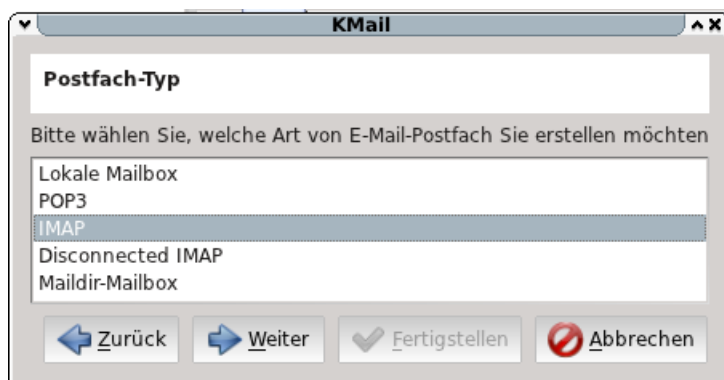 KMail
Postfach-Typ
Bitte wählen Sie, welche Art von E-Mail-Postfach Sie erstellen möchten
Lokale Mailbox
POP3
IMAP
Disconnected IMAP
Maildir-Mailbox
Zurück Weiter Fertigstellen Abbrechen